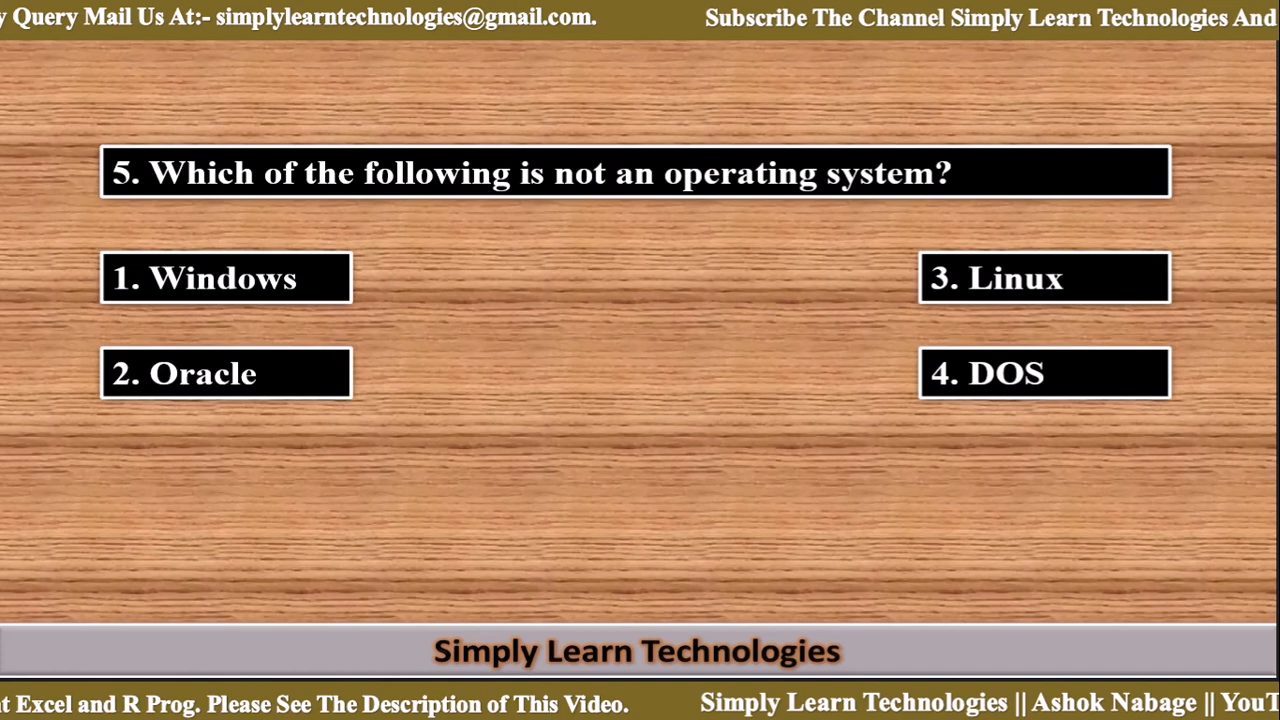 y Query Mail Us At:- simplylearntechnologies@gmail.com. Subscribe The Channel Simply Learn Technologies And
5. Which of the following is not an operating system?
1. Windows
3. Linux
2. Oracle
4. DOS
Simply Learn Technologies
t Excel and R Prog. Please See The Description of This Video. Simply Learn Technologies || Ashok Nabage || YouT